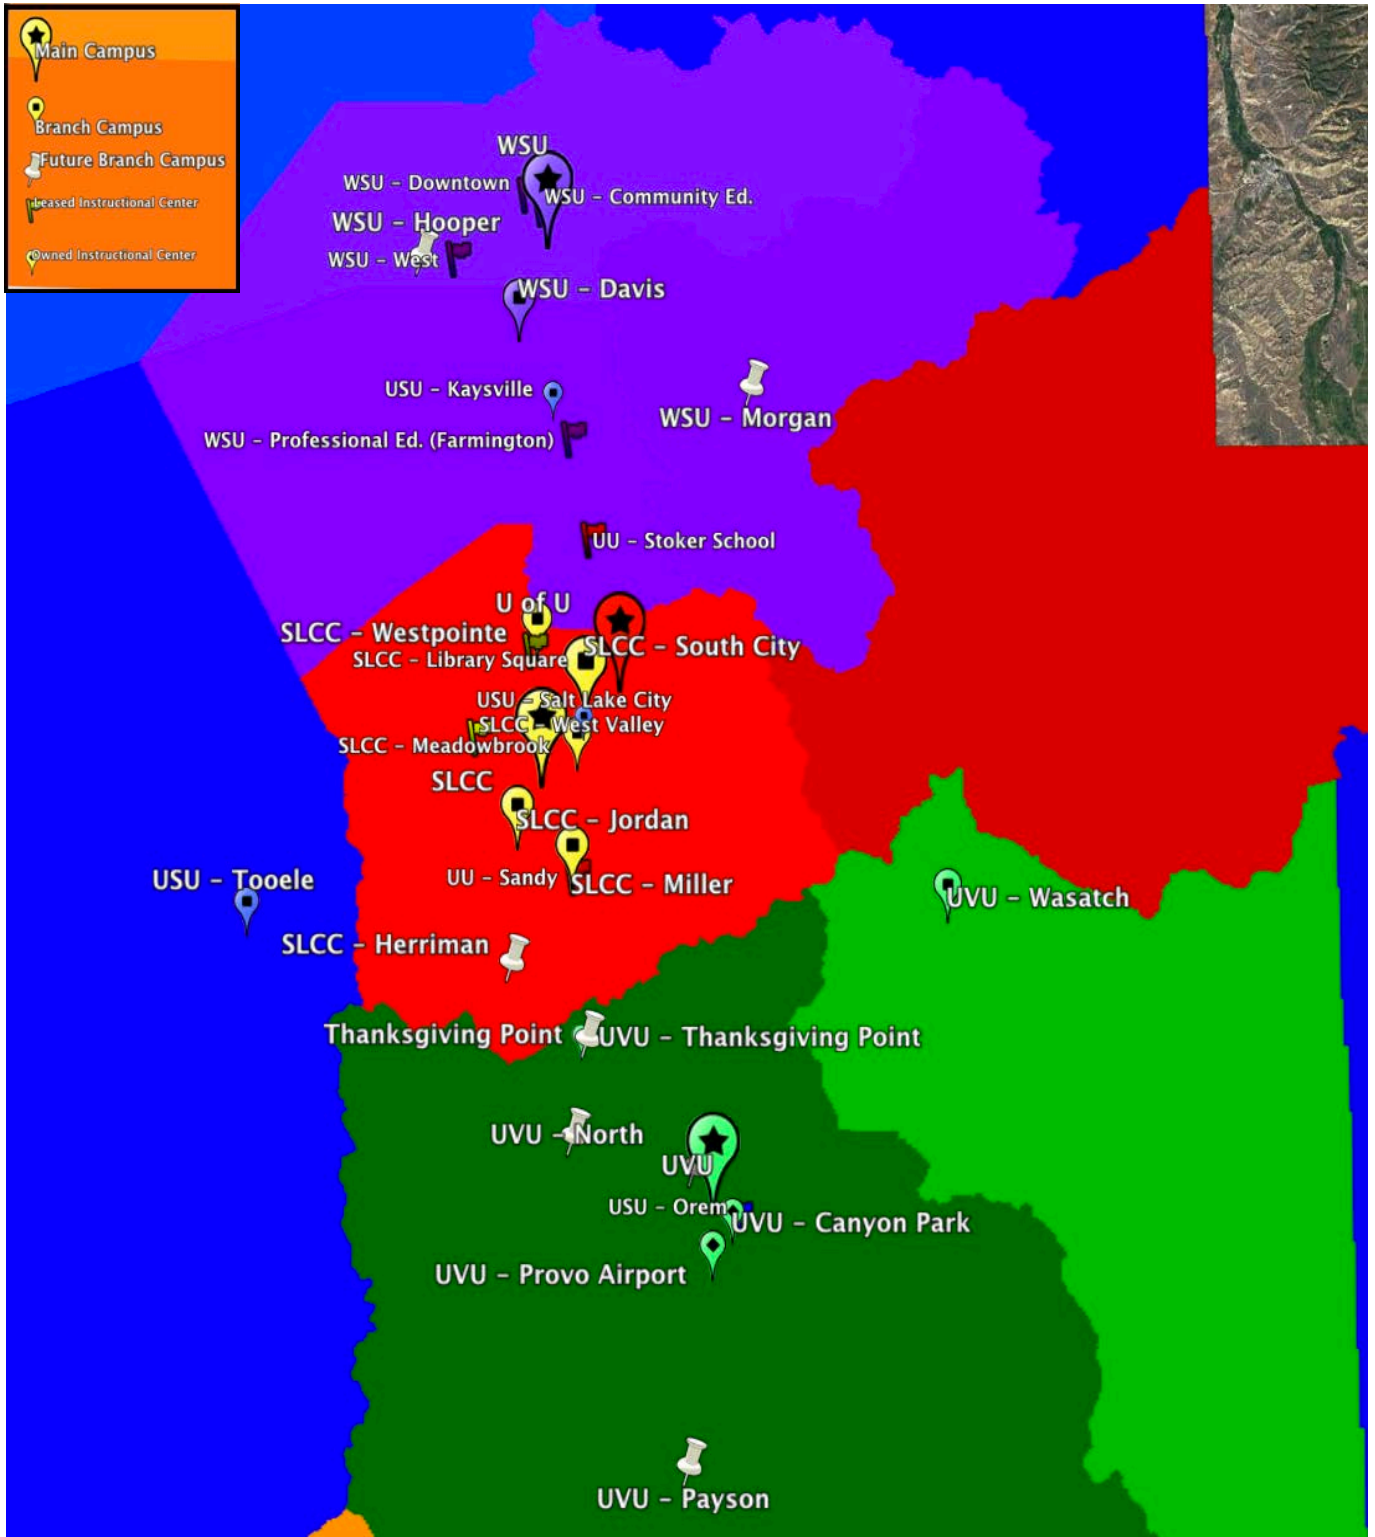 Main Campus
Branch Campus
Future Branch Campus
Leased Instructional Center
Owned Instructional Center
WSU
WSU - Downtown
WSU - Community Ed.
WSU - Hooper
WSU - West
WSU - Davis
USU - Kaysville
WSU - Morgan
WSU - Professional Ed. (Farmington)
UU - Stoker School
U of U
SLCC - Westpointe
SLCC - South City
SLCC - Library Square
USU - Salt Lake City
SLCC - West Valley
SLCC - Meadowbrook
SLCC
SLCC - Jordan
USU - Tooele
UU - Sandy
SLCC - Miller
UVU - Wasatch
SLCC - Herriman
Thanksgiving Point
UVU - Thanksgiving Point
UVU - North
UVU
USU - Orem
UVU - Canyon Park
UVU - Provo Airport
UVU - Payson